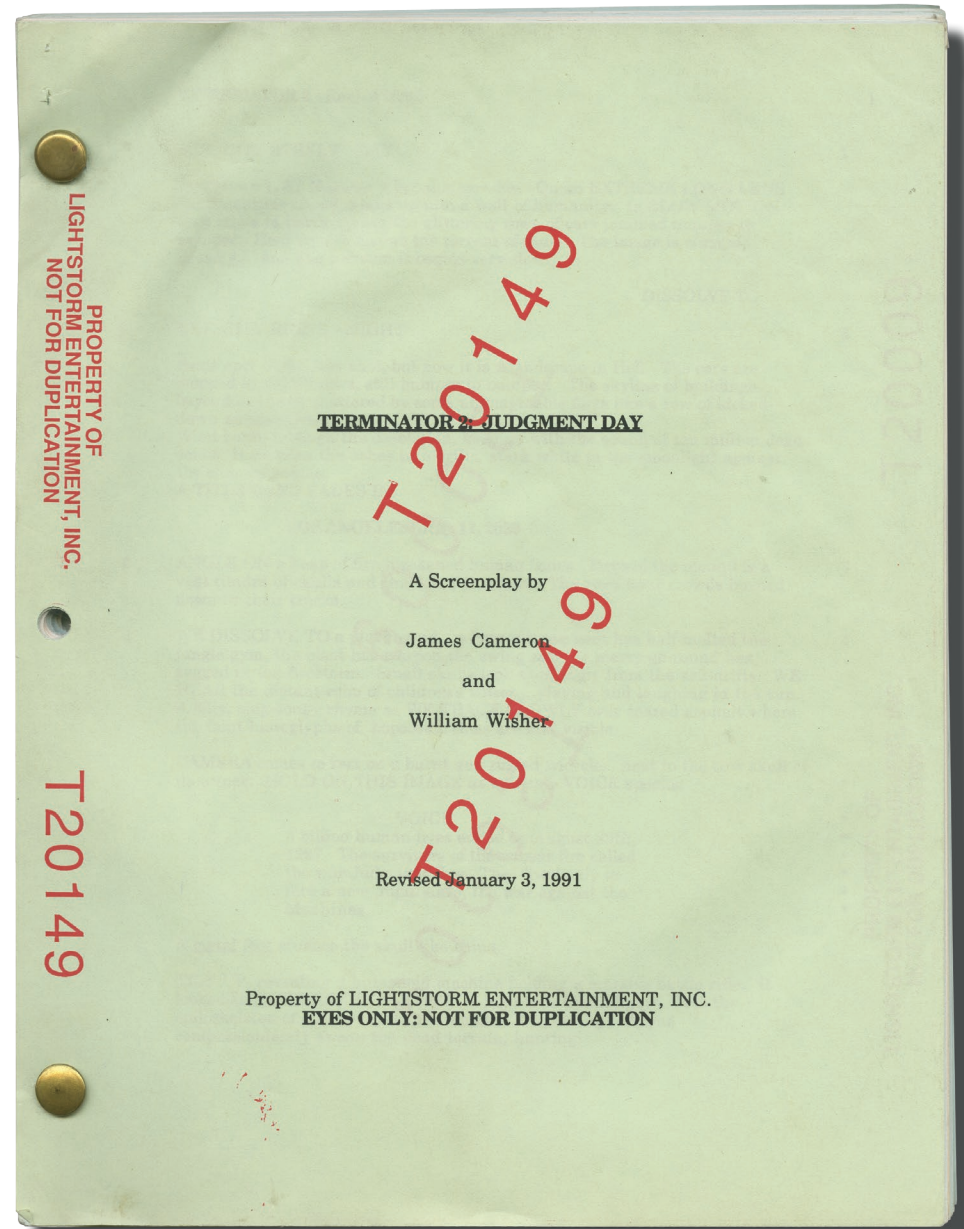 PROPERTY OF
LIGHTSTORM ENTERTAINMENT, INC.
NOT FOR DUPLICATION
T20149
T20149
TERMINATOR 2: JUDGMENT DAY
A Screenplay by
James Cameron
and
William Wisher
T20149
Revised January 3, 1991
Property of LIGHTSTORM ENTERTAINMENT, INC.
EYES ONLY: NOT FOR DUPLICATION